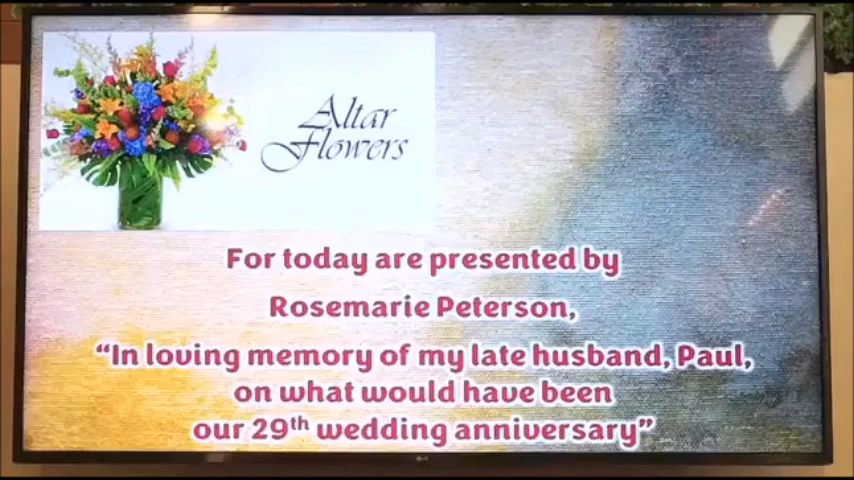 Altar
Flowers
For today are presented by
Rosemarie Peterson,
“In loving memory of my late husband, Paul,
on what would have been
our 29th wedding anniversary”
LG